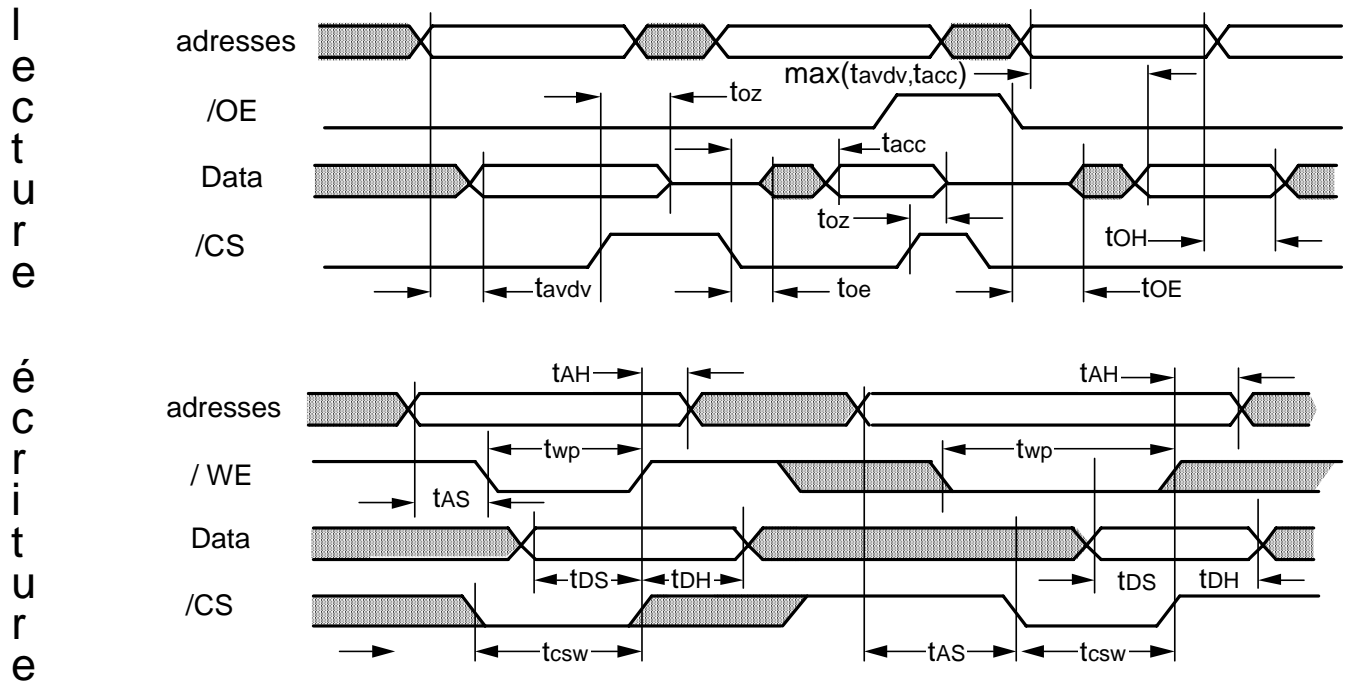 lecture
adresses
max(tavdv,tacc)
toz
/OE
tacc
Data
toz
tOH
/CS
tavdv
toe
tOE
écriture
tAH
tAH
adresses
twp
twp
/ WE
tAS
Data
tDS
tDH
tDS
tDH
/CS
tcsw
tAS
tcsw